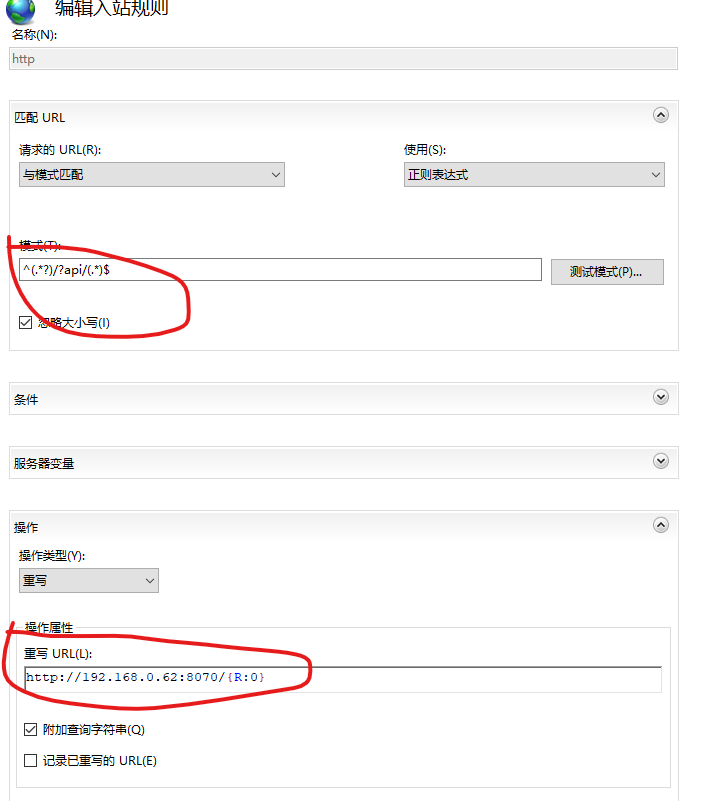 编辑入站规则
名称(N):
http
匹配 URL
请求的 URL(R):
使用(S):
与模式匹配
正则表达式
模式(T):
^(.*?)/?api/(.*)$
测试模式(P)...
忽略大小写(I)
条件
服务器变量
操作
操作类型(Y):
重写
操作属性
重写 URL(L):
http://192.168.0.62:8070/{R:0}
附加查询字符串(Q)
记录已重写的 URL(E)